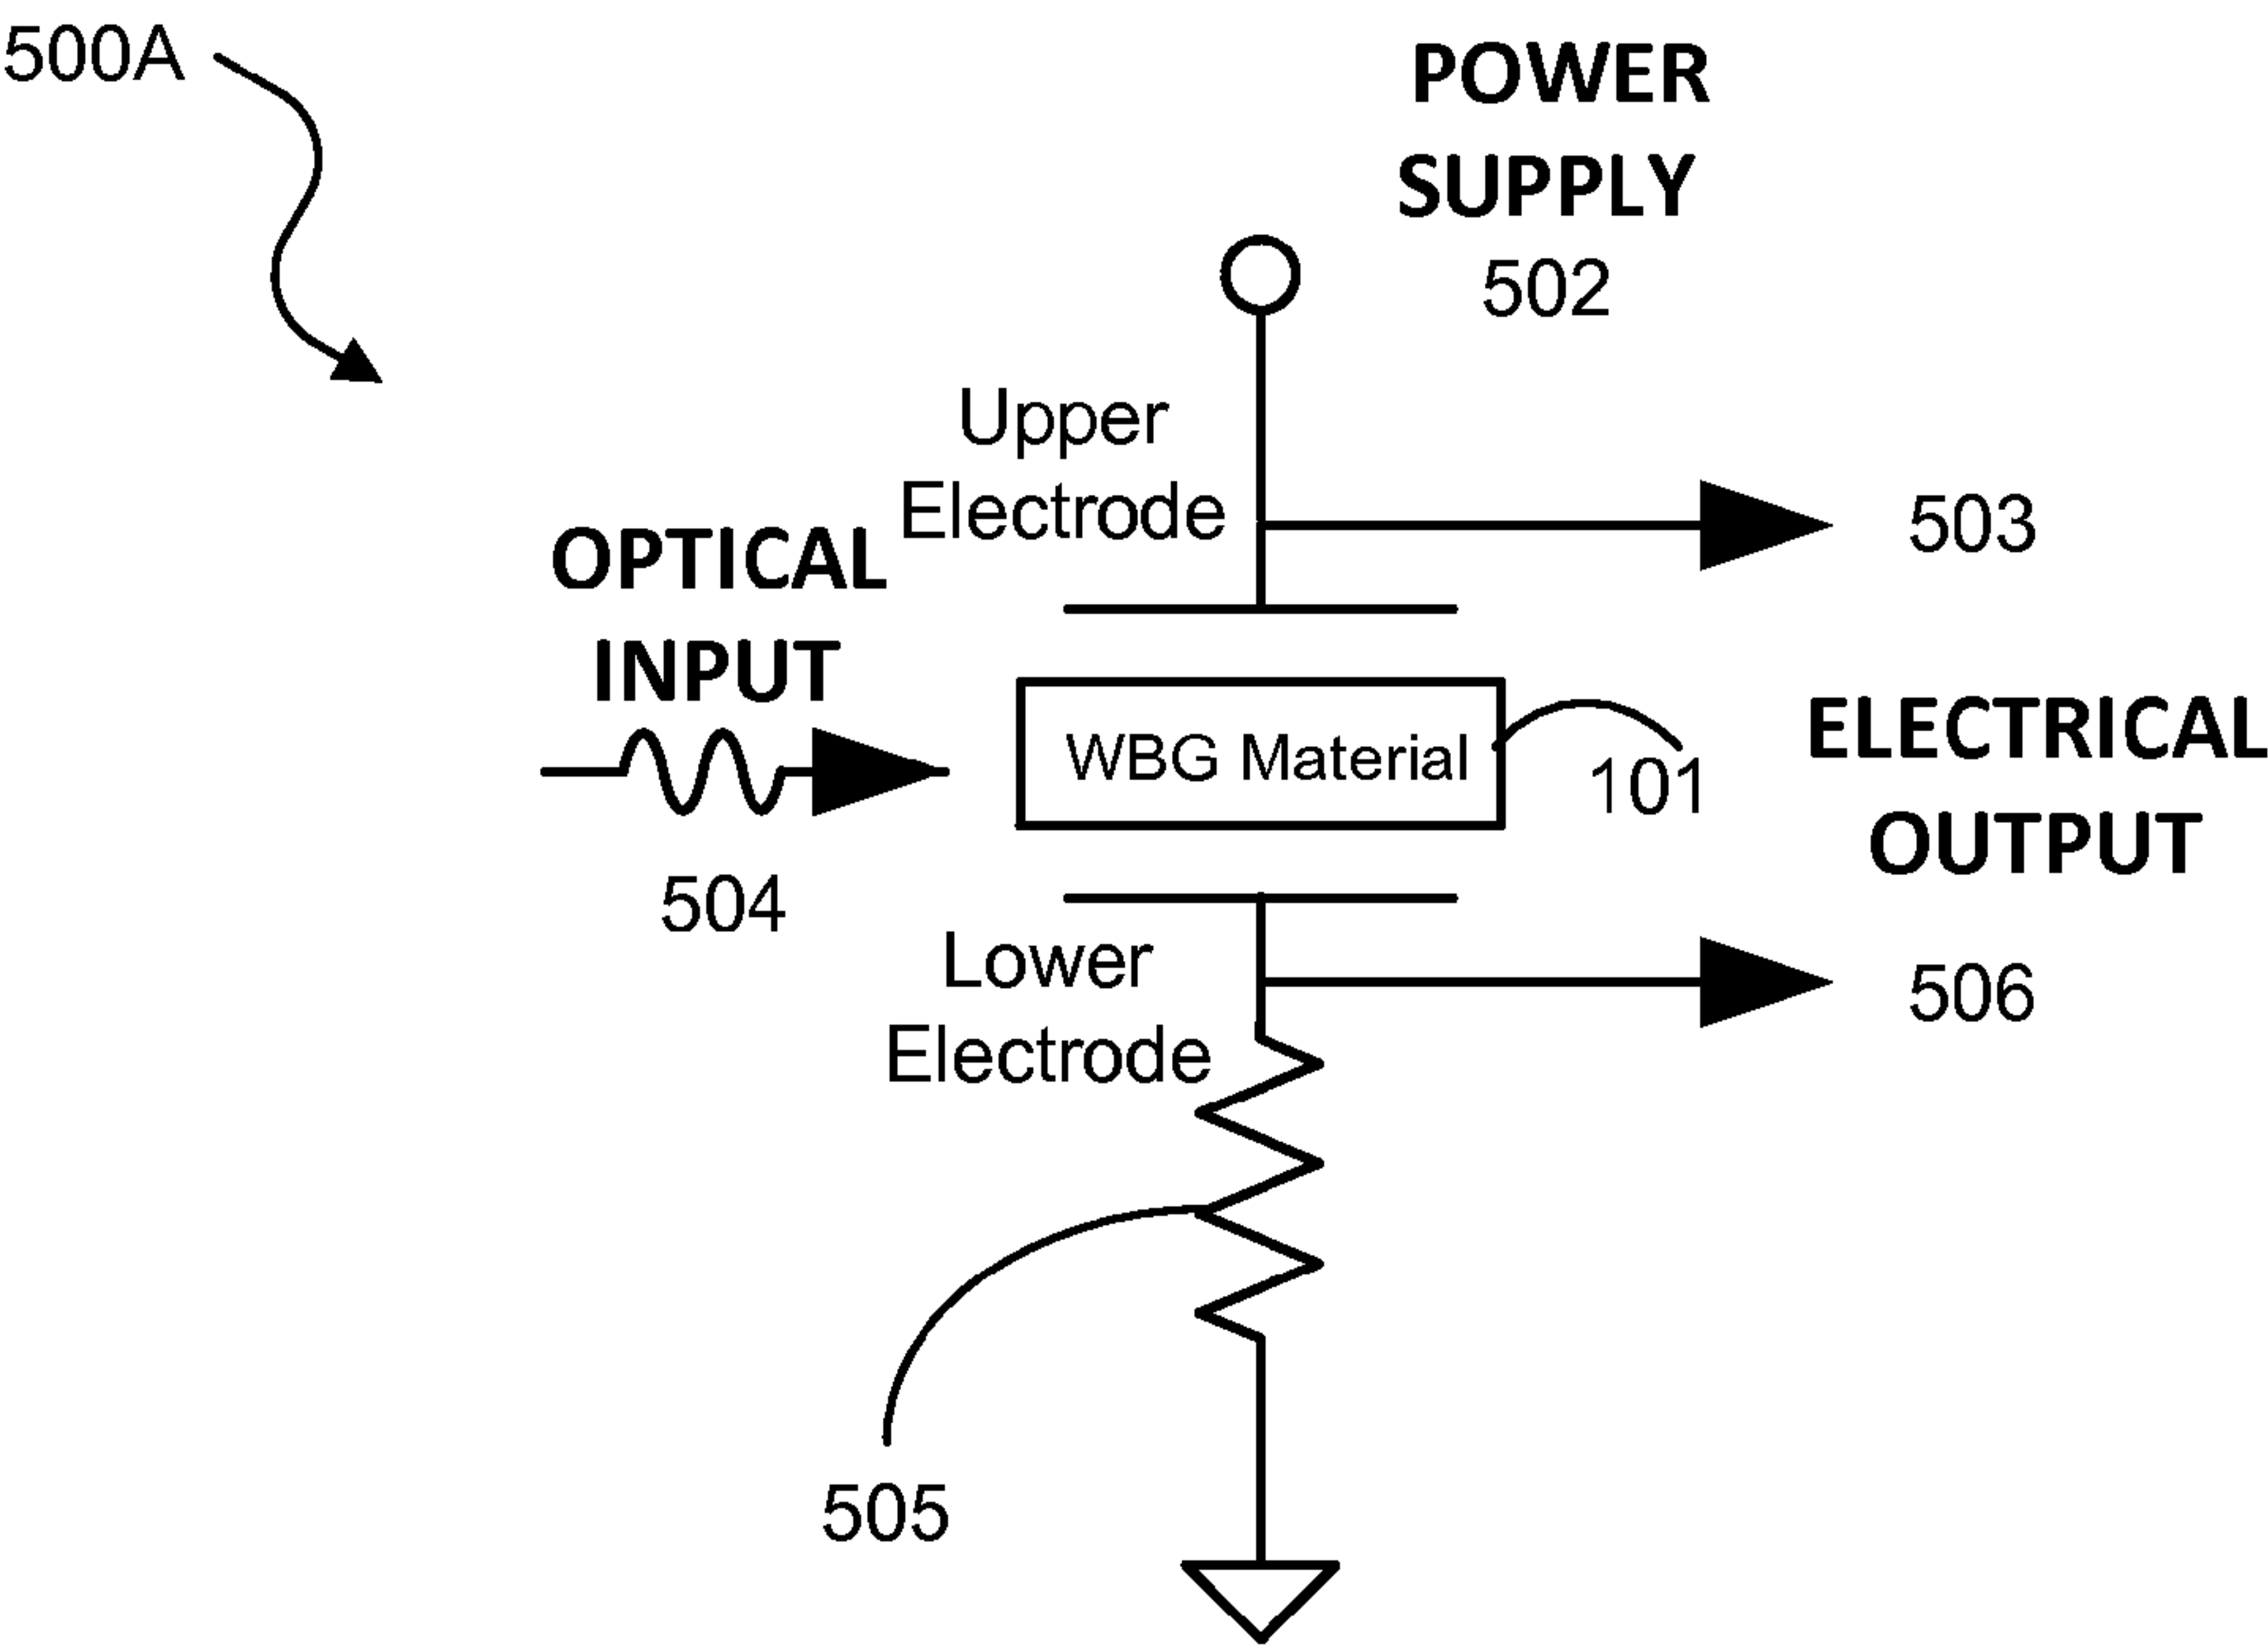 500A
POWER
SUPPLY
502
Upper
Electrode
503
OPTICAL
INPUT
504
WBG Material
101
ELECTRICAL
OUTPUT
Lower
Electrode
506
505